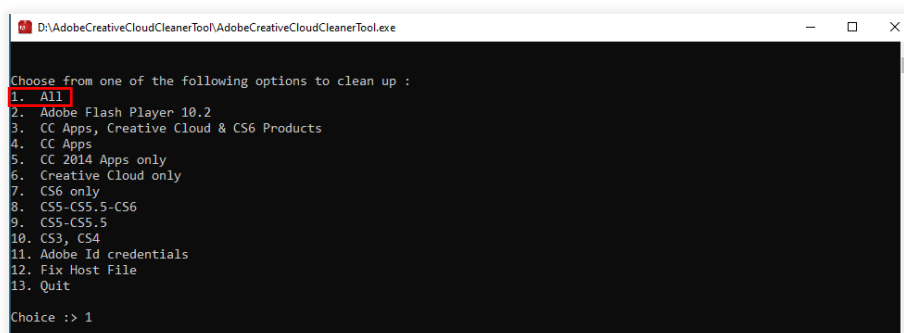 D:\AdobeCreativeCloudCleanerTool\AdobeCreativeCloudCleanerTool.exe
Choose from one of the following options to clean up :
1. All
2. Adobe Flash Player 10.2
3. CC Apps, Creative Cloud & CS6 Products
4. CC Apps
5. CC 2014 Apps only
6. Creative Cloud only
7. CS6 only
8. CS5-CS5.5-CS6
9. CS5-CS5.5
10. CS3, CS4
11. Adobe Id credentials
12. Fix Host File
13. Quit
Choice :> 1